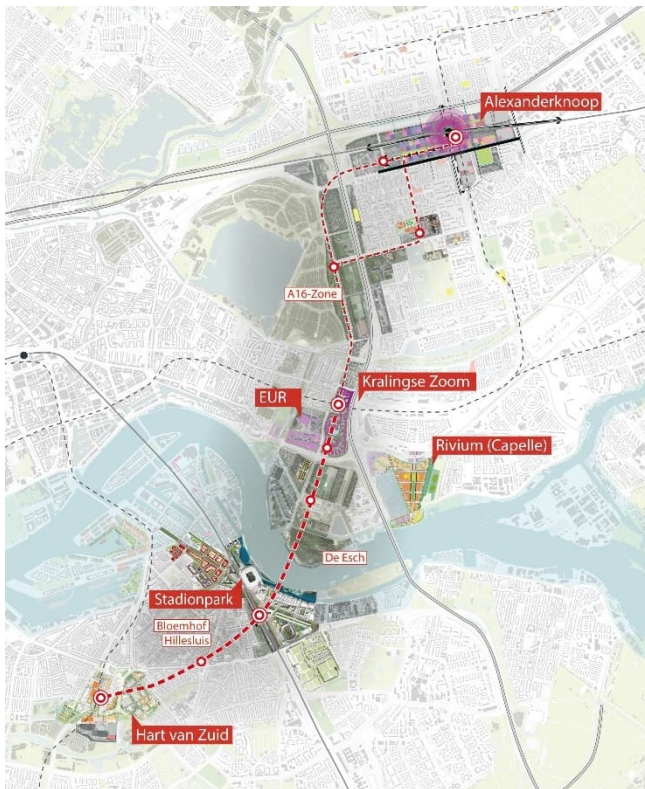 Alexanderknoop
A16-Zone
Kralingse Zoom
EUR
Rivium (Capelle)
De Esch
Stadionpark
Bloemhof
Hillesluis
Hart van Zuid